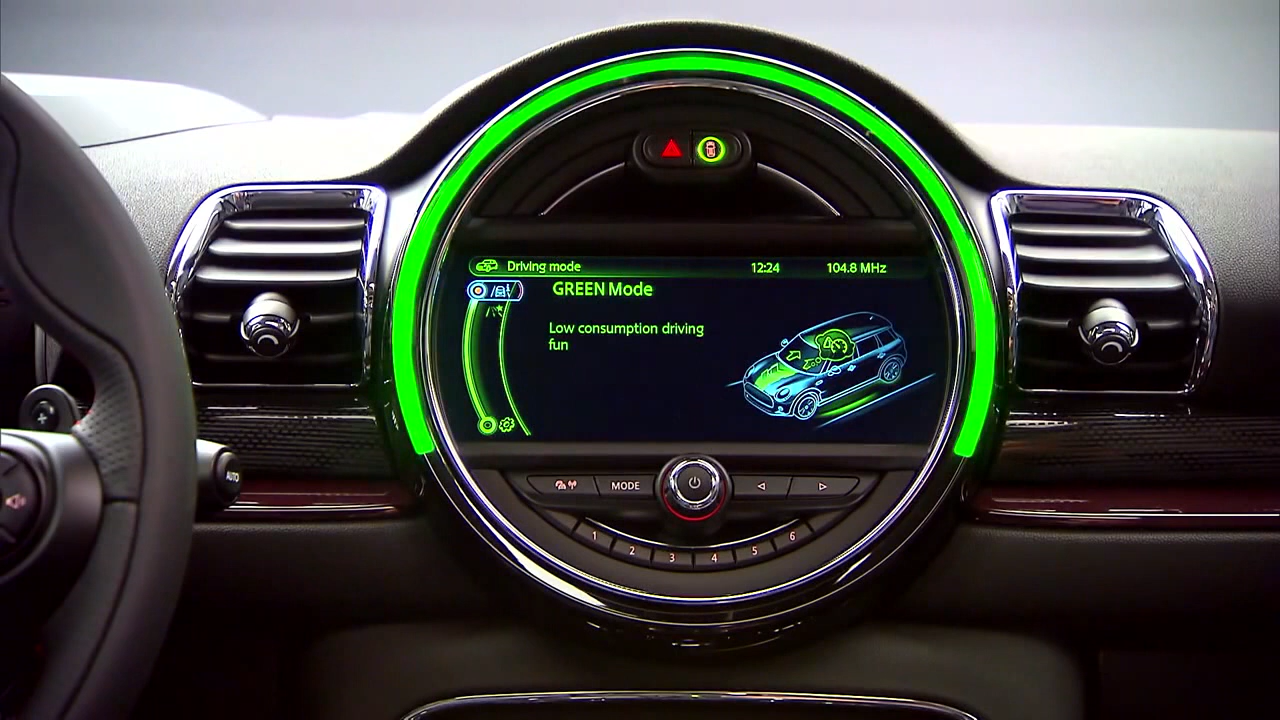 Driving mode 12:24 104.8 MHz
GREEN Mode
Low consumption driving
fun
AUTO
MODE
1 2 3 4 5 6